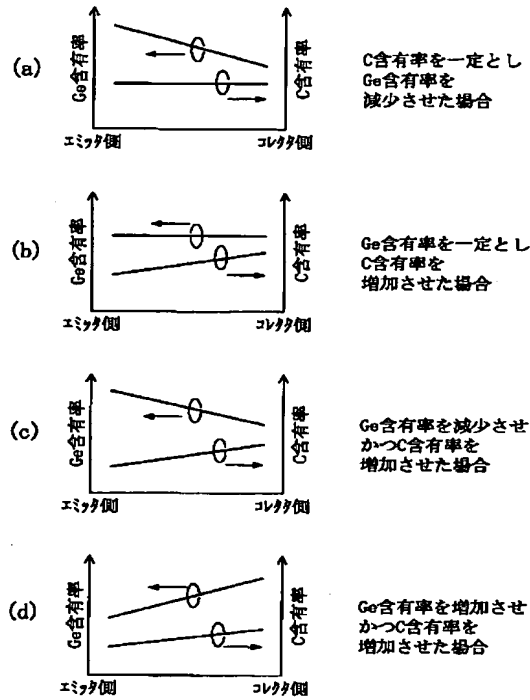 (a)
Ge含有率
C含有率
エミッタ側
コレクタ側
C含有率を一定とし
Ge含有率を
減少させた場合
(b)
Ge含有率
C含有率
エミッタ側
コレクタ側
Ge含有率を一定とし
C含有率を
増加させた場合
(c)
Ge含有率
C含有率
エミッタ側
コレクタ側
Ge含有率を減少させ
かつC含有率を
増加させた場合
(d)
Ge含有率
C含有率
エミッタ側
コレクタ側
Ge含有率を増加させ
かつC含有率を
増加させた場合